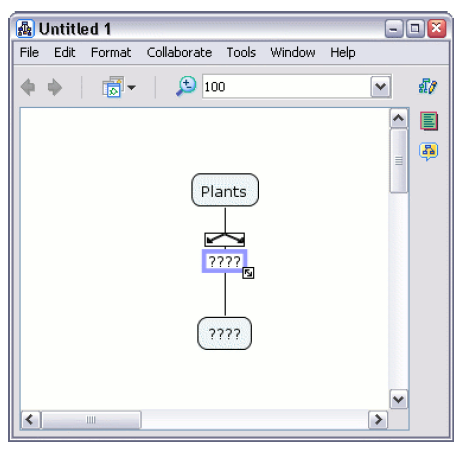 Untitled 1
File Edit Format Collaborate Tools Window Help
100
Plants
????
????